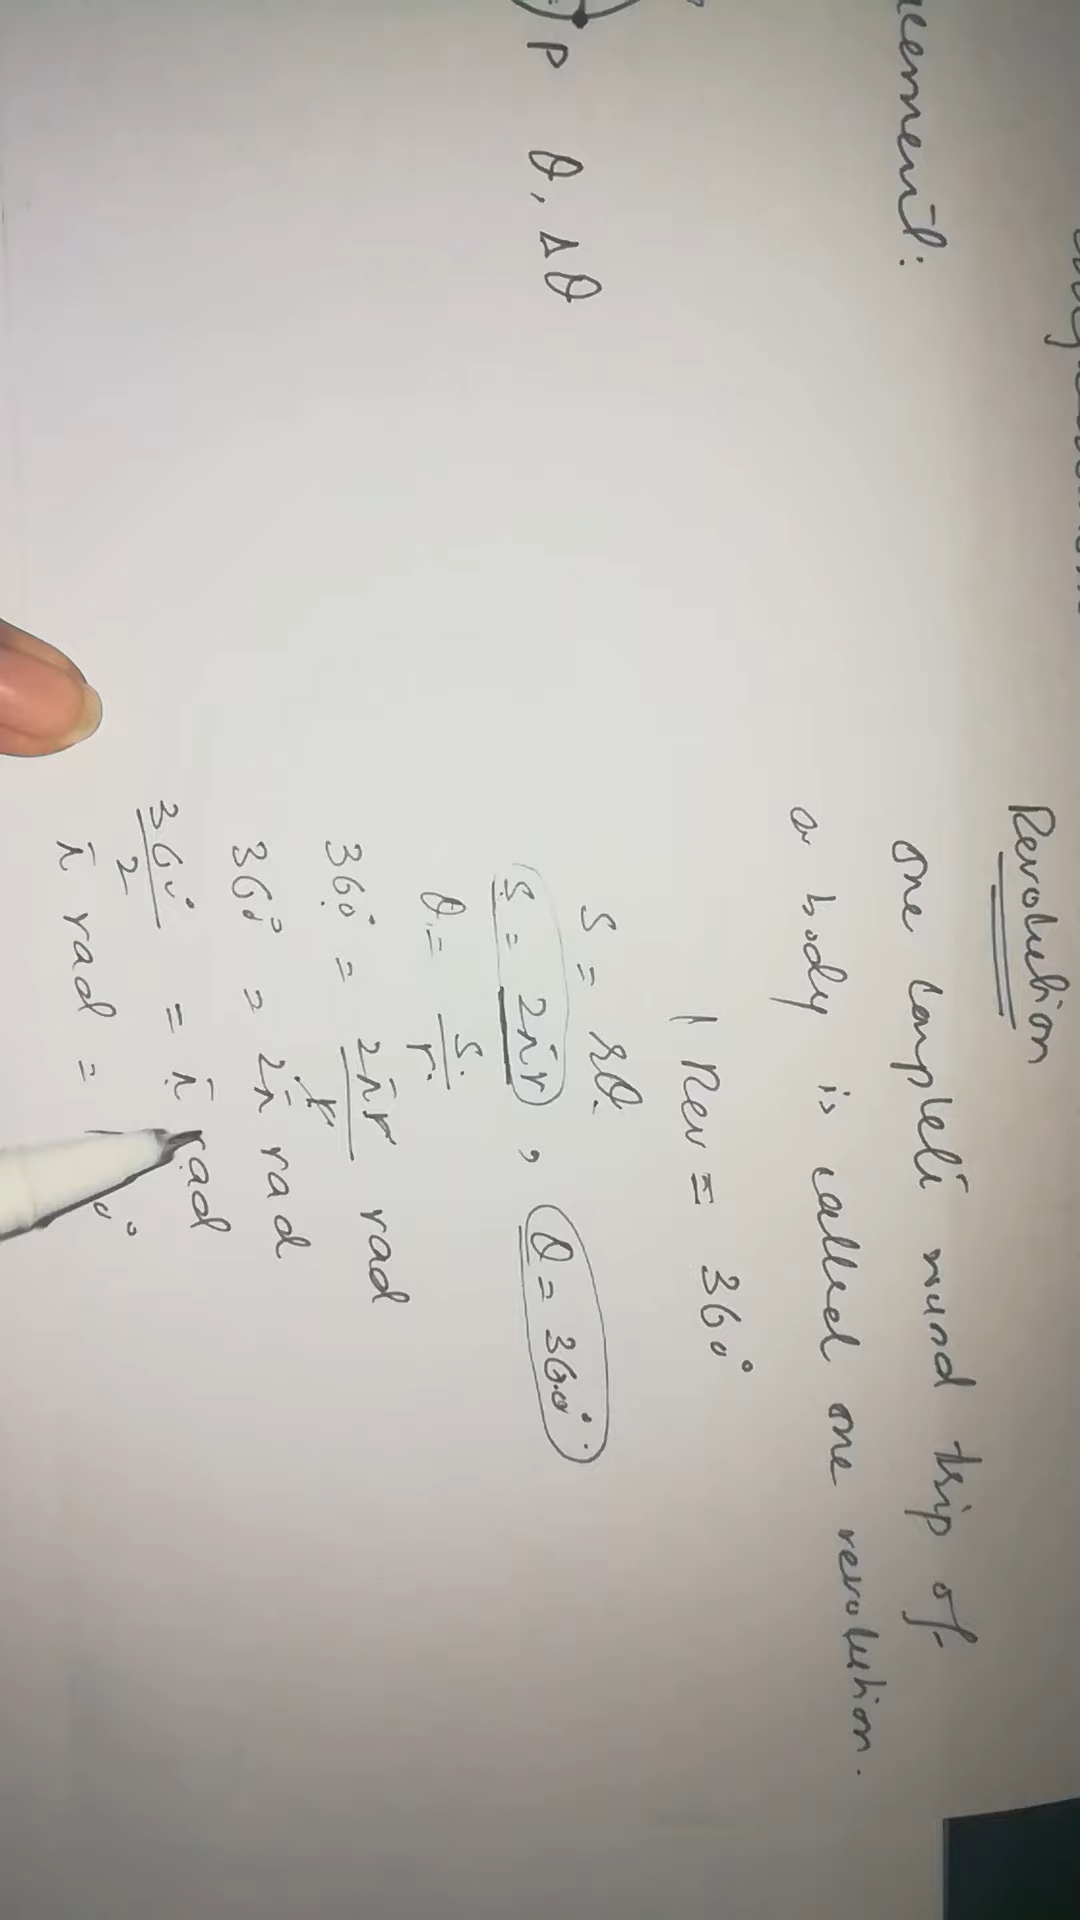 Revolution
one complete round trip of
a body is called one revolution.
1 Rev = 360°
S = rθ
S = 2πr , θ = 360°
θ = S/r
360° = 2πr/r rad
360° = 2π rad
360°/2 = π rad
π rad =
θ, Δθ
P